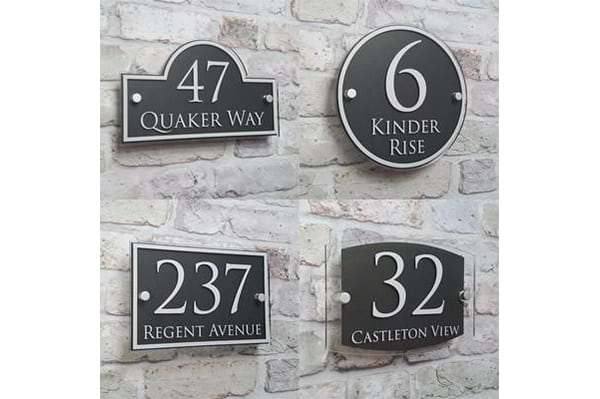 47
QUAKER WAY
6
KINDER
RISE
237
REGENT AVENUE
32
CASTLETON VIEW